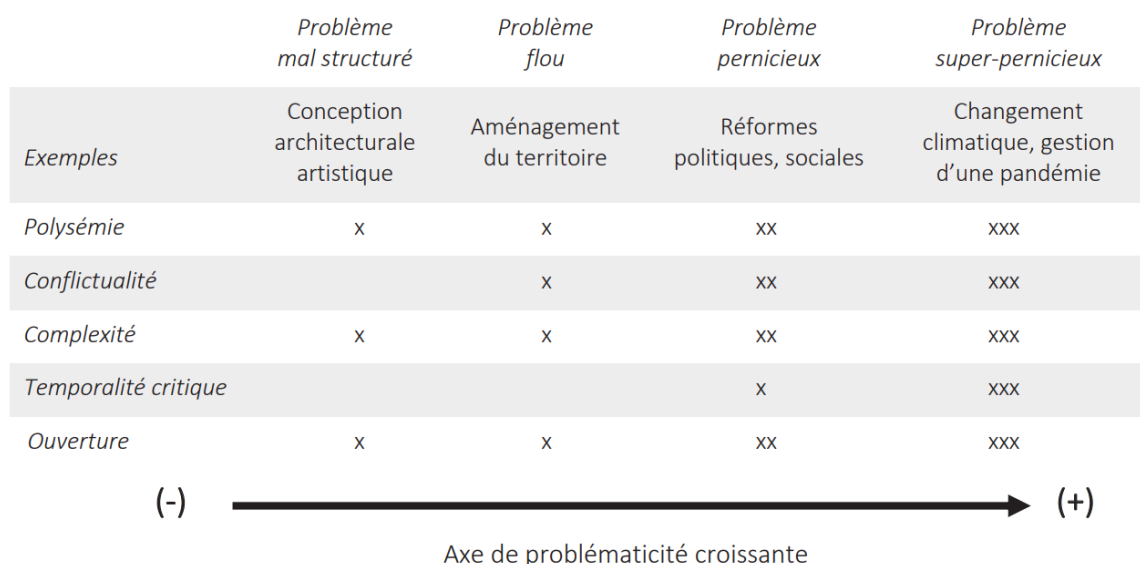 Problème mal structuré	Problème flou	Problème pernicieux	Problème super-pernicieux
Exemples	Conception architecturale artistique	Aménagement du territoire	Réformes politiques, sociales	Changement climatique, gestion d’une pandémie
Polysémie	x	x	xx	xxx
Conflictualité		x	xx	xxx
Complexité	x	x	xx	xxx
Temporalité critique			x	xxx
Ouverture	x	x	xx	xxx
(-)	(+)
Axe de problématicité croissante